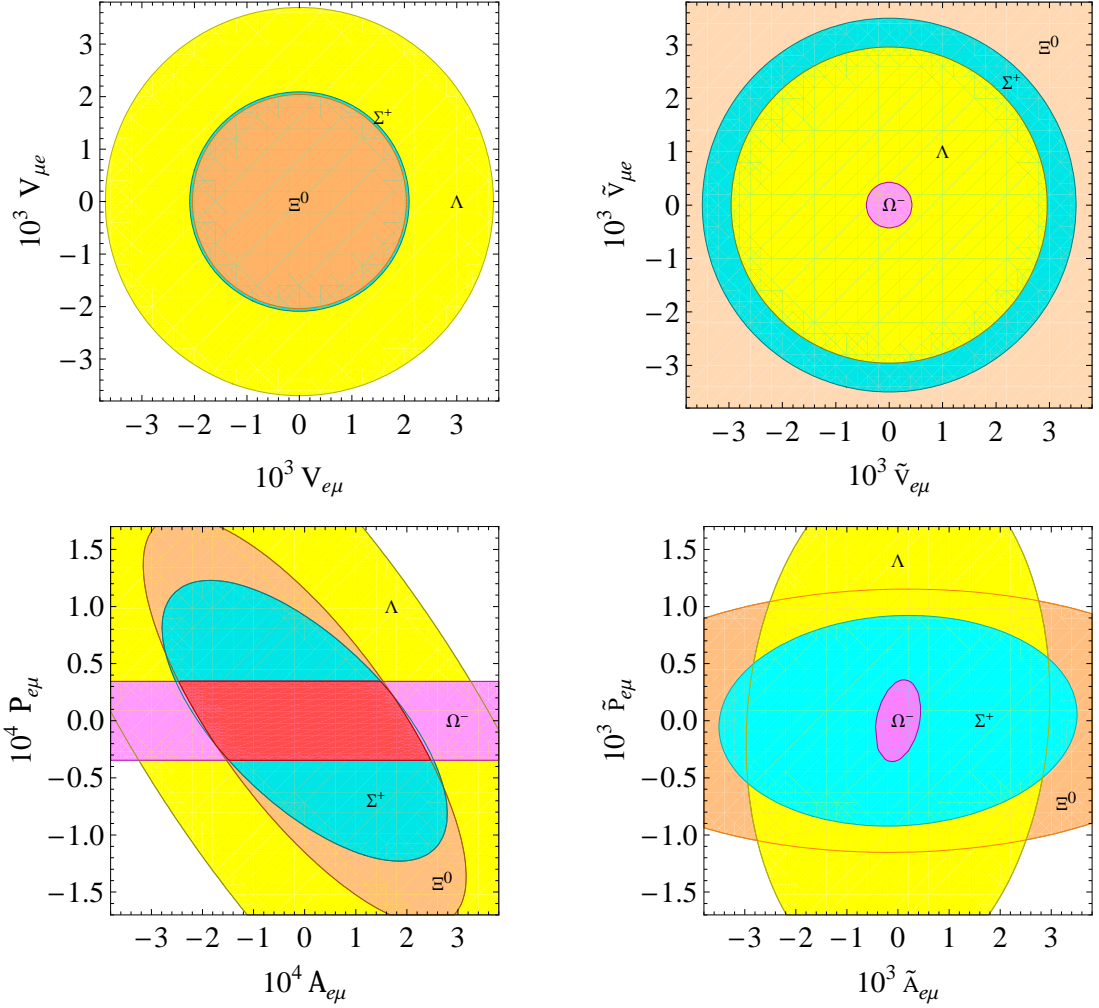 3
2
1
0
−1
−2
−3
10³ V_μe
Σ⁺
Ξ⁰
Λ
−3 −2 −1 0 1 2 3
10³ V_eμ
3
2
1
0
−1
−2
−3
10³ Ṽ_μe
Ξ⁰
Σ⁺
Λ
Ω⁻
−3 −2 −1 0 1 2 3
10³ Ṽ_eμ
1.5
1.0
0.5
0.0
−0.5
−1.0
−1.5
10⁴ P_eμ
Λ
Ω⁻
Σ⁺
Ξ⁰
−3 −2 −1 0 1 2 3
10⁴ A_eμ
1.5
1.0
0.5
0.0
−0.5
−1.0
−1.5
10³ P̃_eμ
Λ
Ω⁻ Σ⁺
Ξ⁰
−3 −2 −1 0 1 2 3
10³ Ã_eμ